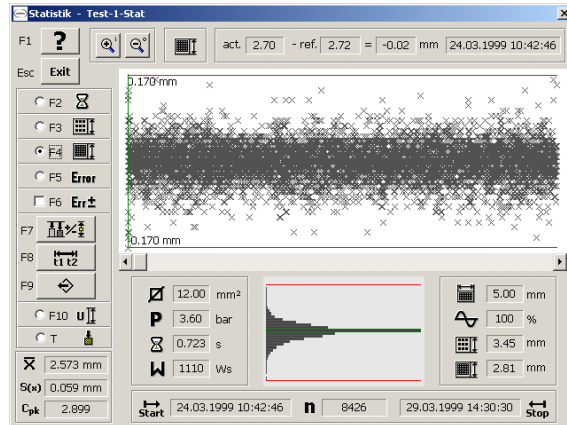 Statistik - Test-1-Stat
F1 ? act. 2.70 - ref. 2.72 = -0.02 mm 24.03.1999 10:42:46
Esc Exit
0.170 mm
F2
F3
F4
F5 Error
F6 Err±
F7
F8 t1 t2
F9
F10 U
T
0.170 mm
12.00 mm² 5.00 mm
P 3.60 bar 100 %
0.723 s 3.45 mm
W 1110 Ws 2.81 mm
X 2.573 mm
S(x) 0.059 mm
Cpk 2.899
Start 24.03.1999 10:42:46 n 8426 29.03.1999 14:30:30 Stop